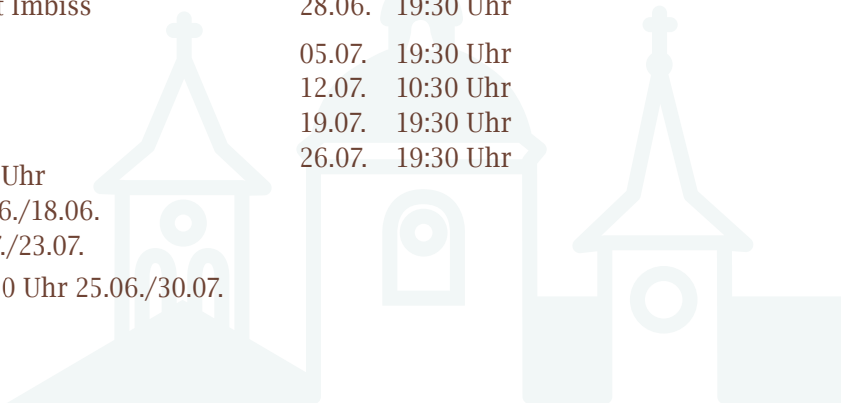 Imbiss
Uhr
6./18.06.
./23.07.
0 Uhr 25.06./30.07.
28.06. 19:30 Uhr
05.07. 19:30 Uhr
12.07. 10:30 Uhr
19.07. 19:30 Uhr
26.07. 19:30 Uhr